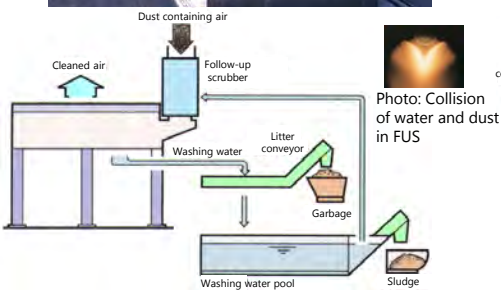 Dust containing air
Cleaned air
Follow-up
scrubber
Photo: Collision
of water and dust
in FUS
Washing water
Litter
conveyor
Garbage
Washing water pool
Sludge